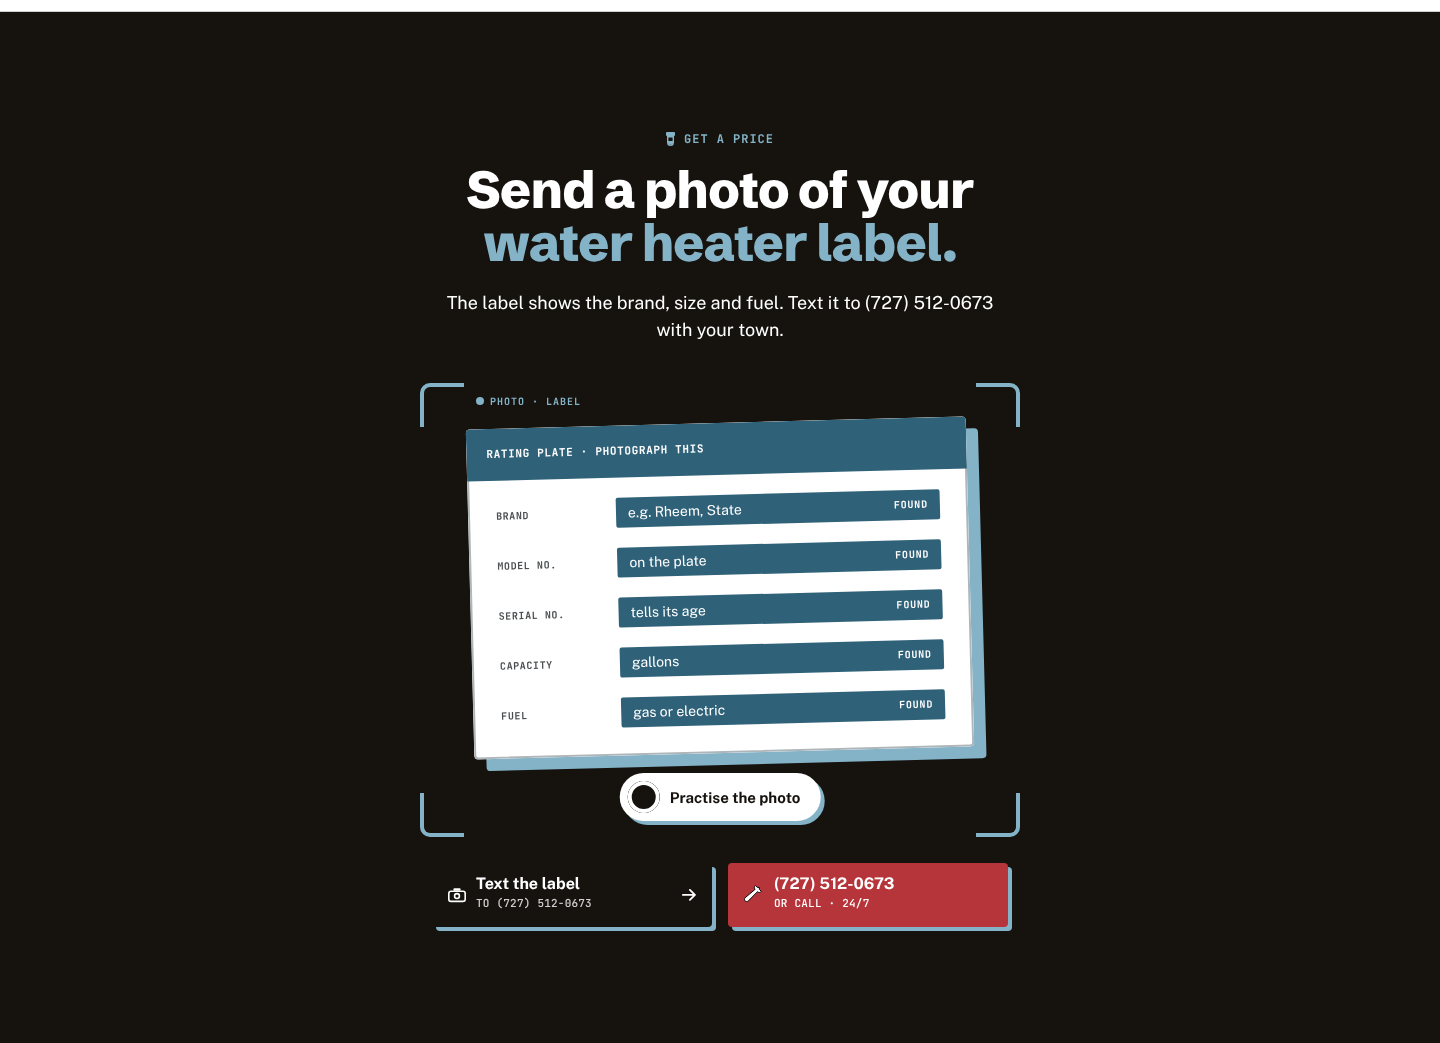 GET A PRICE
Send a photo of your
water heater label.
The label shows the brand, size and fuel. Text it to (727) 512-0673
with your town.
PHOTO · LABEL
RATING PLATE · PHOTOGRAPH THIS
BRAND e.g. Rheem, State FOUND
MODEL NO. on the plate FOUND
SERIAL NO. tells its age FOUND
CAPACITY gallons FOUND
FUEL gas or electric FOUND
Practise the photo
Text the label
TO (727) 512-0673
(727) 512-0673
OR CALL · 24/7